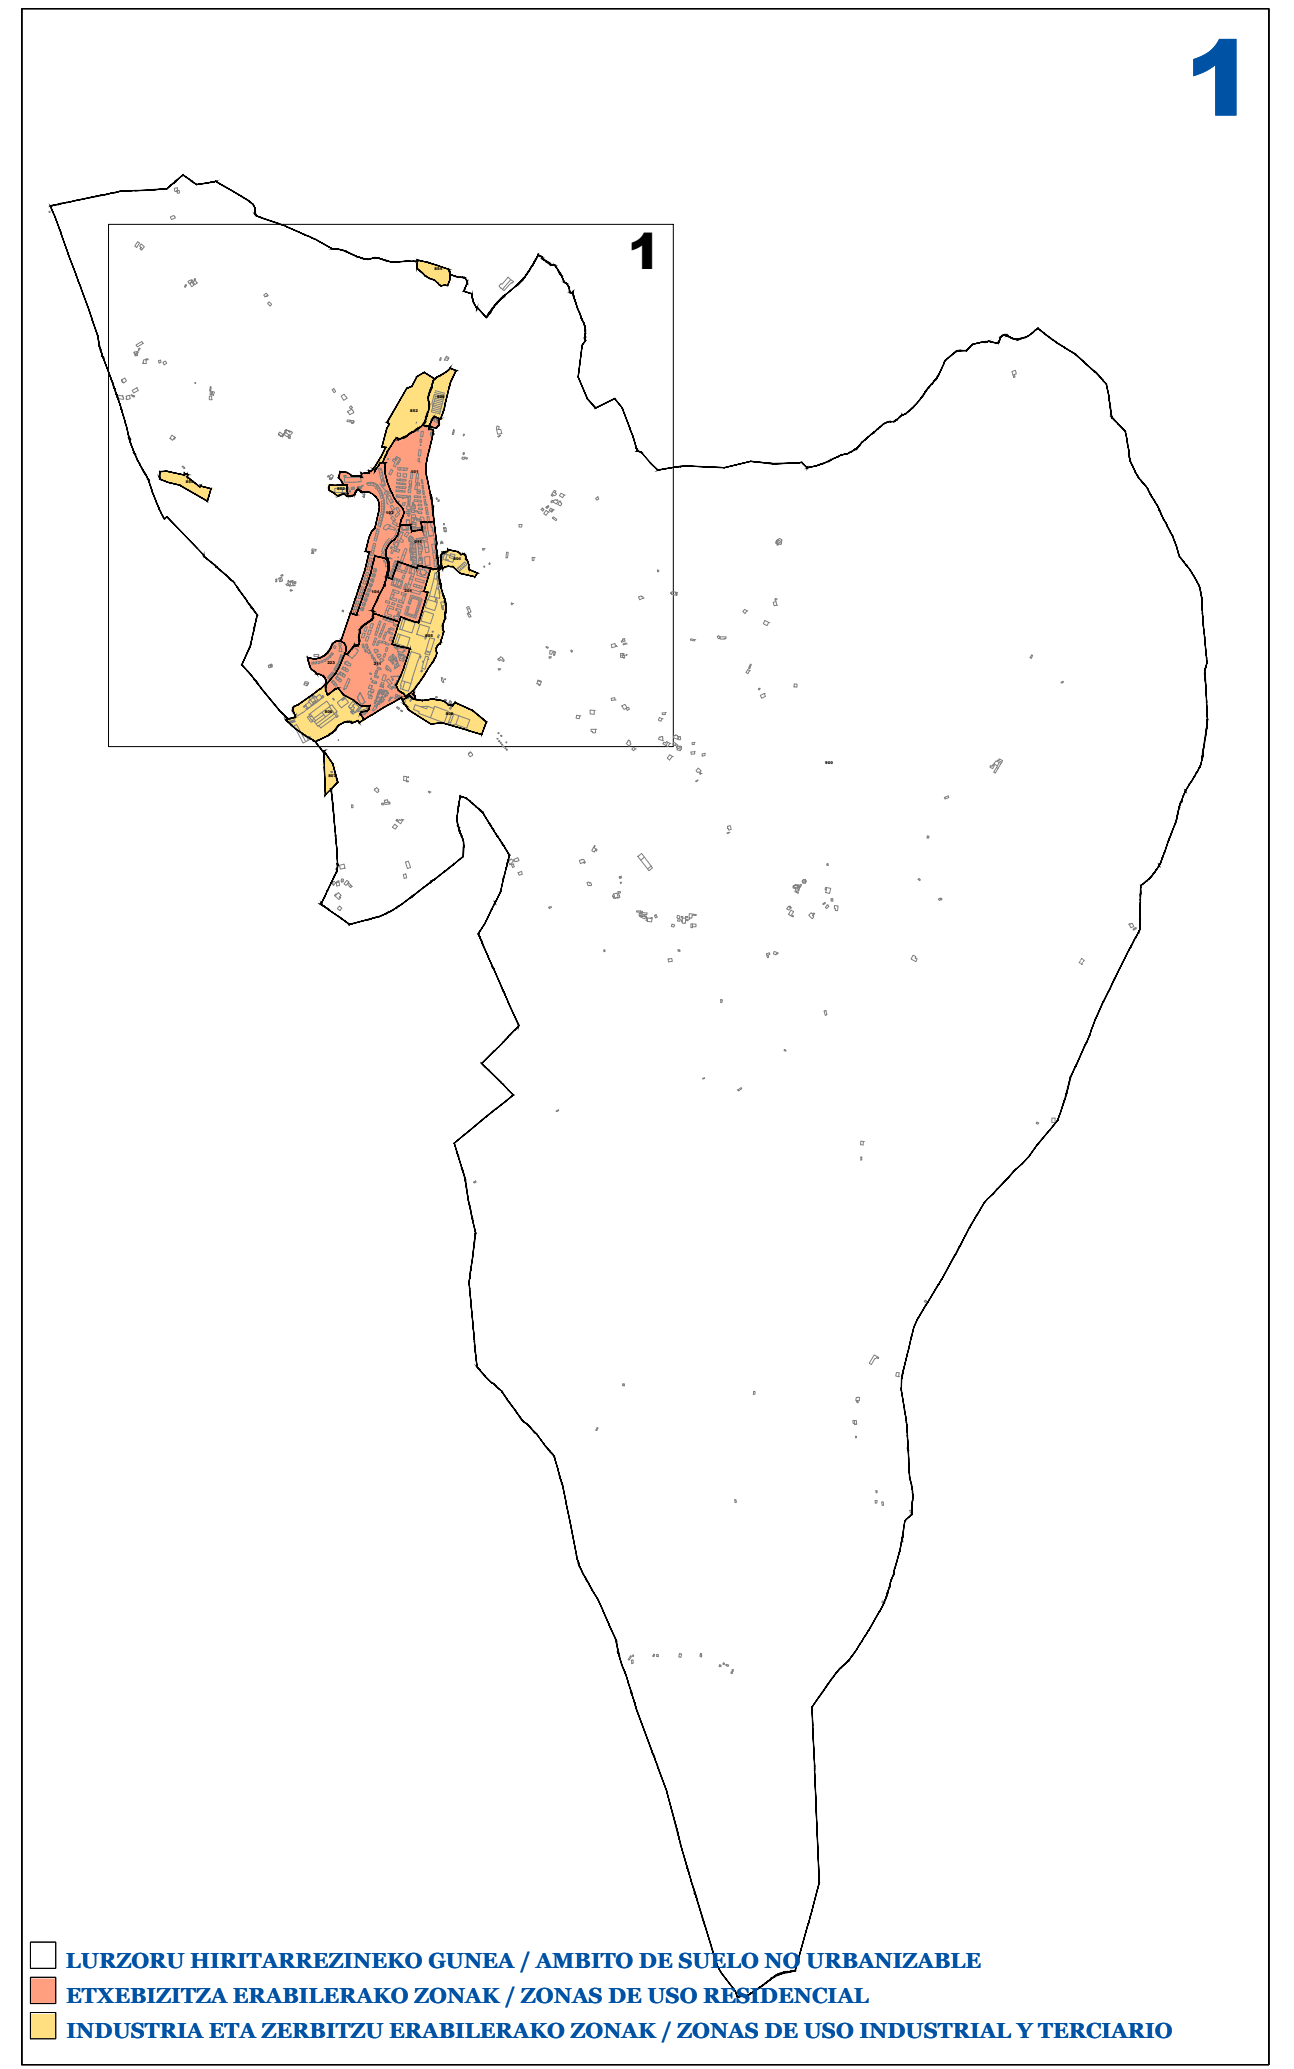 1
1
900
LURZORU HIRITARREZINEKO GUNEA / AMBITO DE SUELO NO URBANIZABLE
ETXEBIZITZA ERABILERAKO ZONAK / ZONAS DE USO RESIDENCIAL
INDUSTRIA ETA ZERBITZU ERABILERAKO ZONAK / ZONAS DE USO INDUSTRIAL Y TERCIARIO